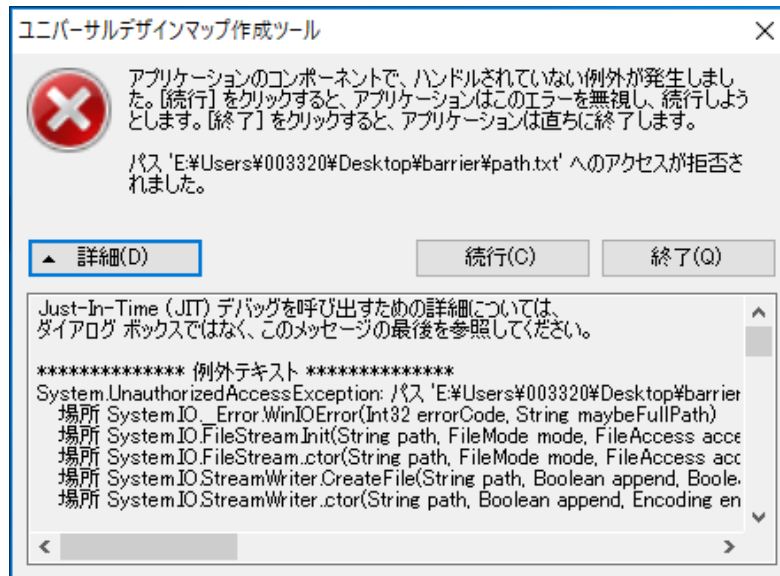 ユニバーサルデザインマップ作成ツール
アプリケーションのコンポーネントで、ハンドルされていない例外が発生しまし
た。[続行] をクリックすると、アプリケーションはこのエラーを無視し、続行しよう
とします。[終了] をクリックすると、アプリケーションは直ちに終了します。
パス 'E:¥Users¥003320¥Desktop¥barrier¥path.txt' へのアクセスが拒否さ
れました。
詳細(D)
続行(C)
終了(Q)
Just-In-Time (JIT) デバッグを呼び出すための詳細については、
ダイアログ ボックスではなく、このメッセージの最後を参照してください。
************** 例外テキスト **************
System.UnauthorizedAccessException: パス 'E:¥Users¥003320¥Desktop¥barrier
場所 System.IO.__Error.WinIOError(Int32 errorCode, String maybeFullPath)
場所 System.IO.FileStream.Init(String path, FileMode mode, FileAccess acce
場所 System.IO.FileStream..ctor(String path, FileMode mode, FileAccess acc
場所 System.IO.StreamWriter.CreateFile(String path, Boolean append, Boole
場所 System.IO.StreamWriter..ctor(String path, Boolean append, Encoding en